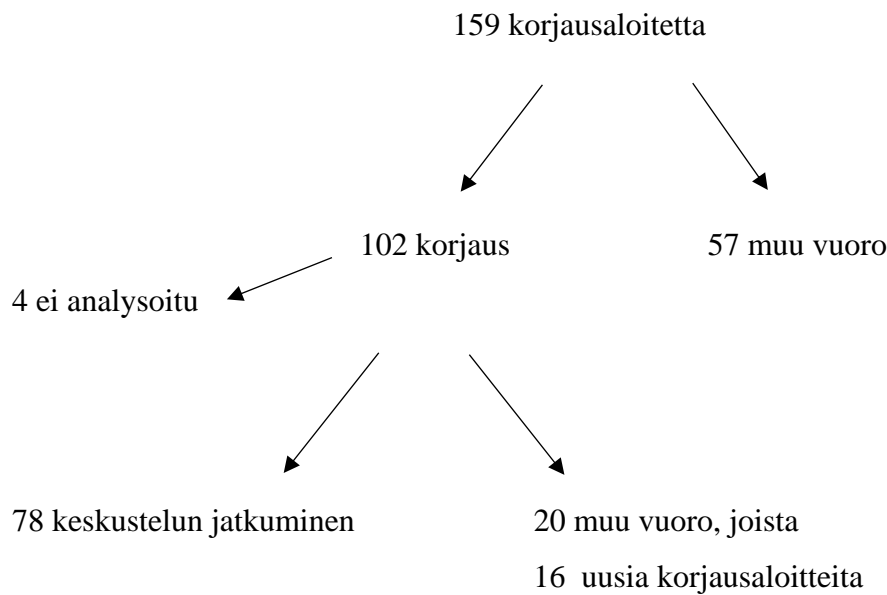 159 korjausaloitetta
102 korjaus
57 muu vuoro
4 ei analysoitu
78 keskustelun jatkuminen
20 muu vuoro, joista
16 uusia korjausaloitteita